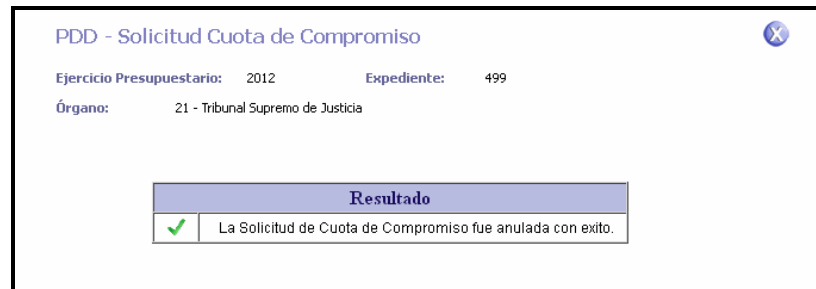 PDD - Solicitud Cuota de Compromiso
Ejercicio Presupuestario: 2012 Expediente: 499
Órgano: 21 - Tribunal Supremo de Justicia
Resultado
La Solicitud de Cuota de Compromiso fue anulada con exito.